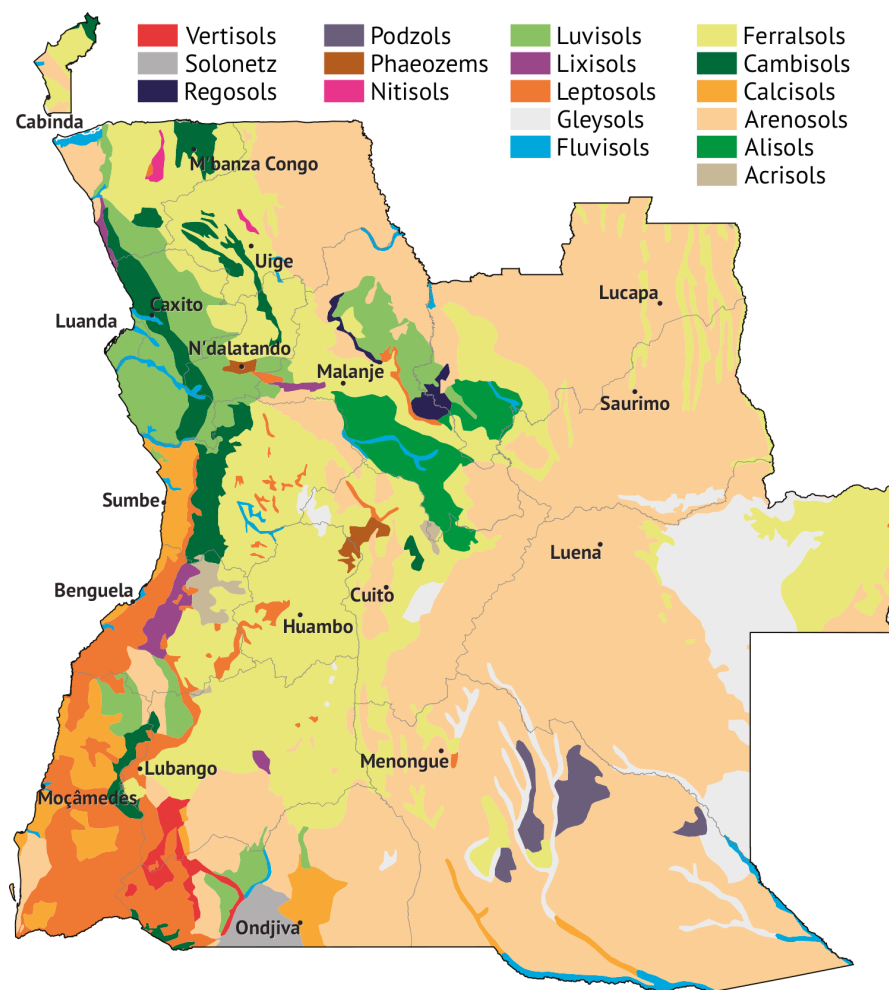 Vertisols
Solonetz
Regosols
Podzols
Phaeozems
Nitisols
Luvisols
Lixisols
Leptosols
Gleysols
Fluvisols
Ferralsols
Cambisols
Calcisols
Arenosols
Alisols
Acrisols
Cabinda
M'banza Congo
Uige
Lucapa
Caxito
Luanda
N'dalatando
Malanje
Saurimo
Sumbe
Luena
Benguela
Cuito
Huambo
Menongue
Lubango
Moçâmedes
Ondjiva